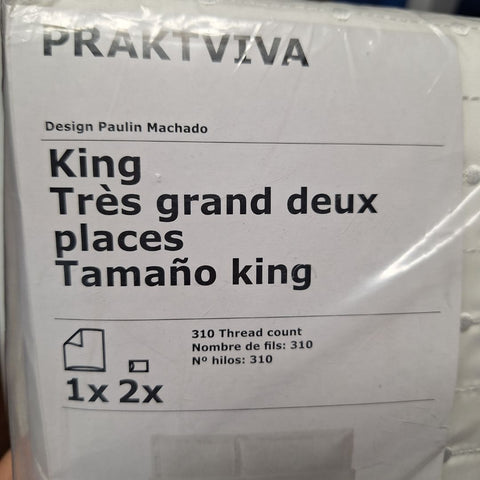 PRAKTVIVA
Design Paulin Machado
King
Très grand deux
places
Tamaño king
310 Thread count
Nombre de fils: 310
Nº hilos: 310
1x 2x